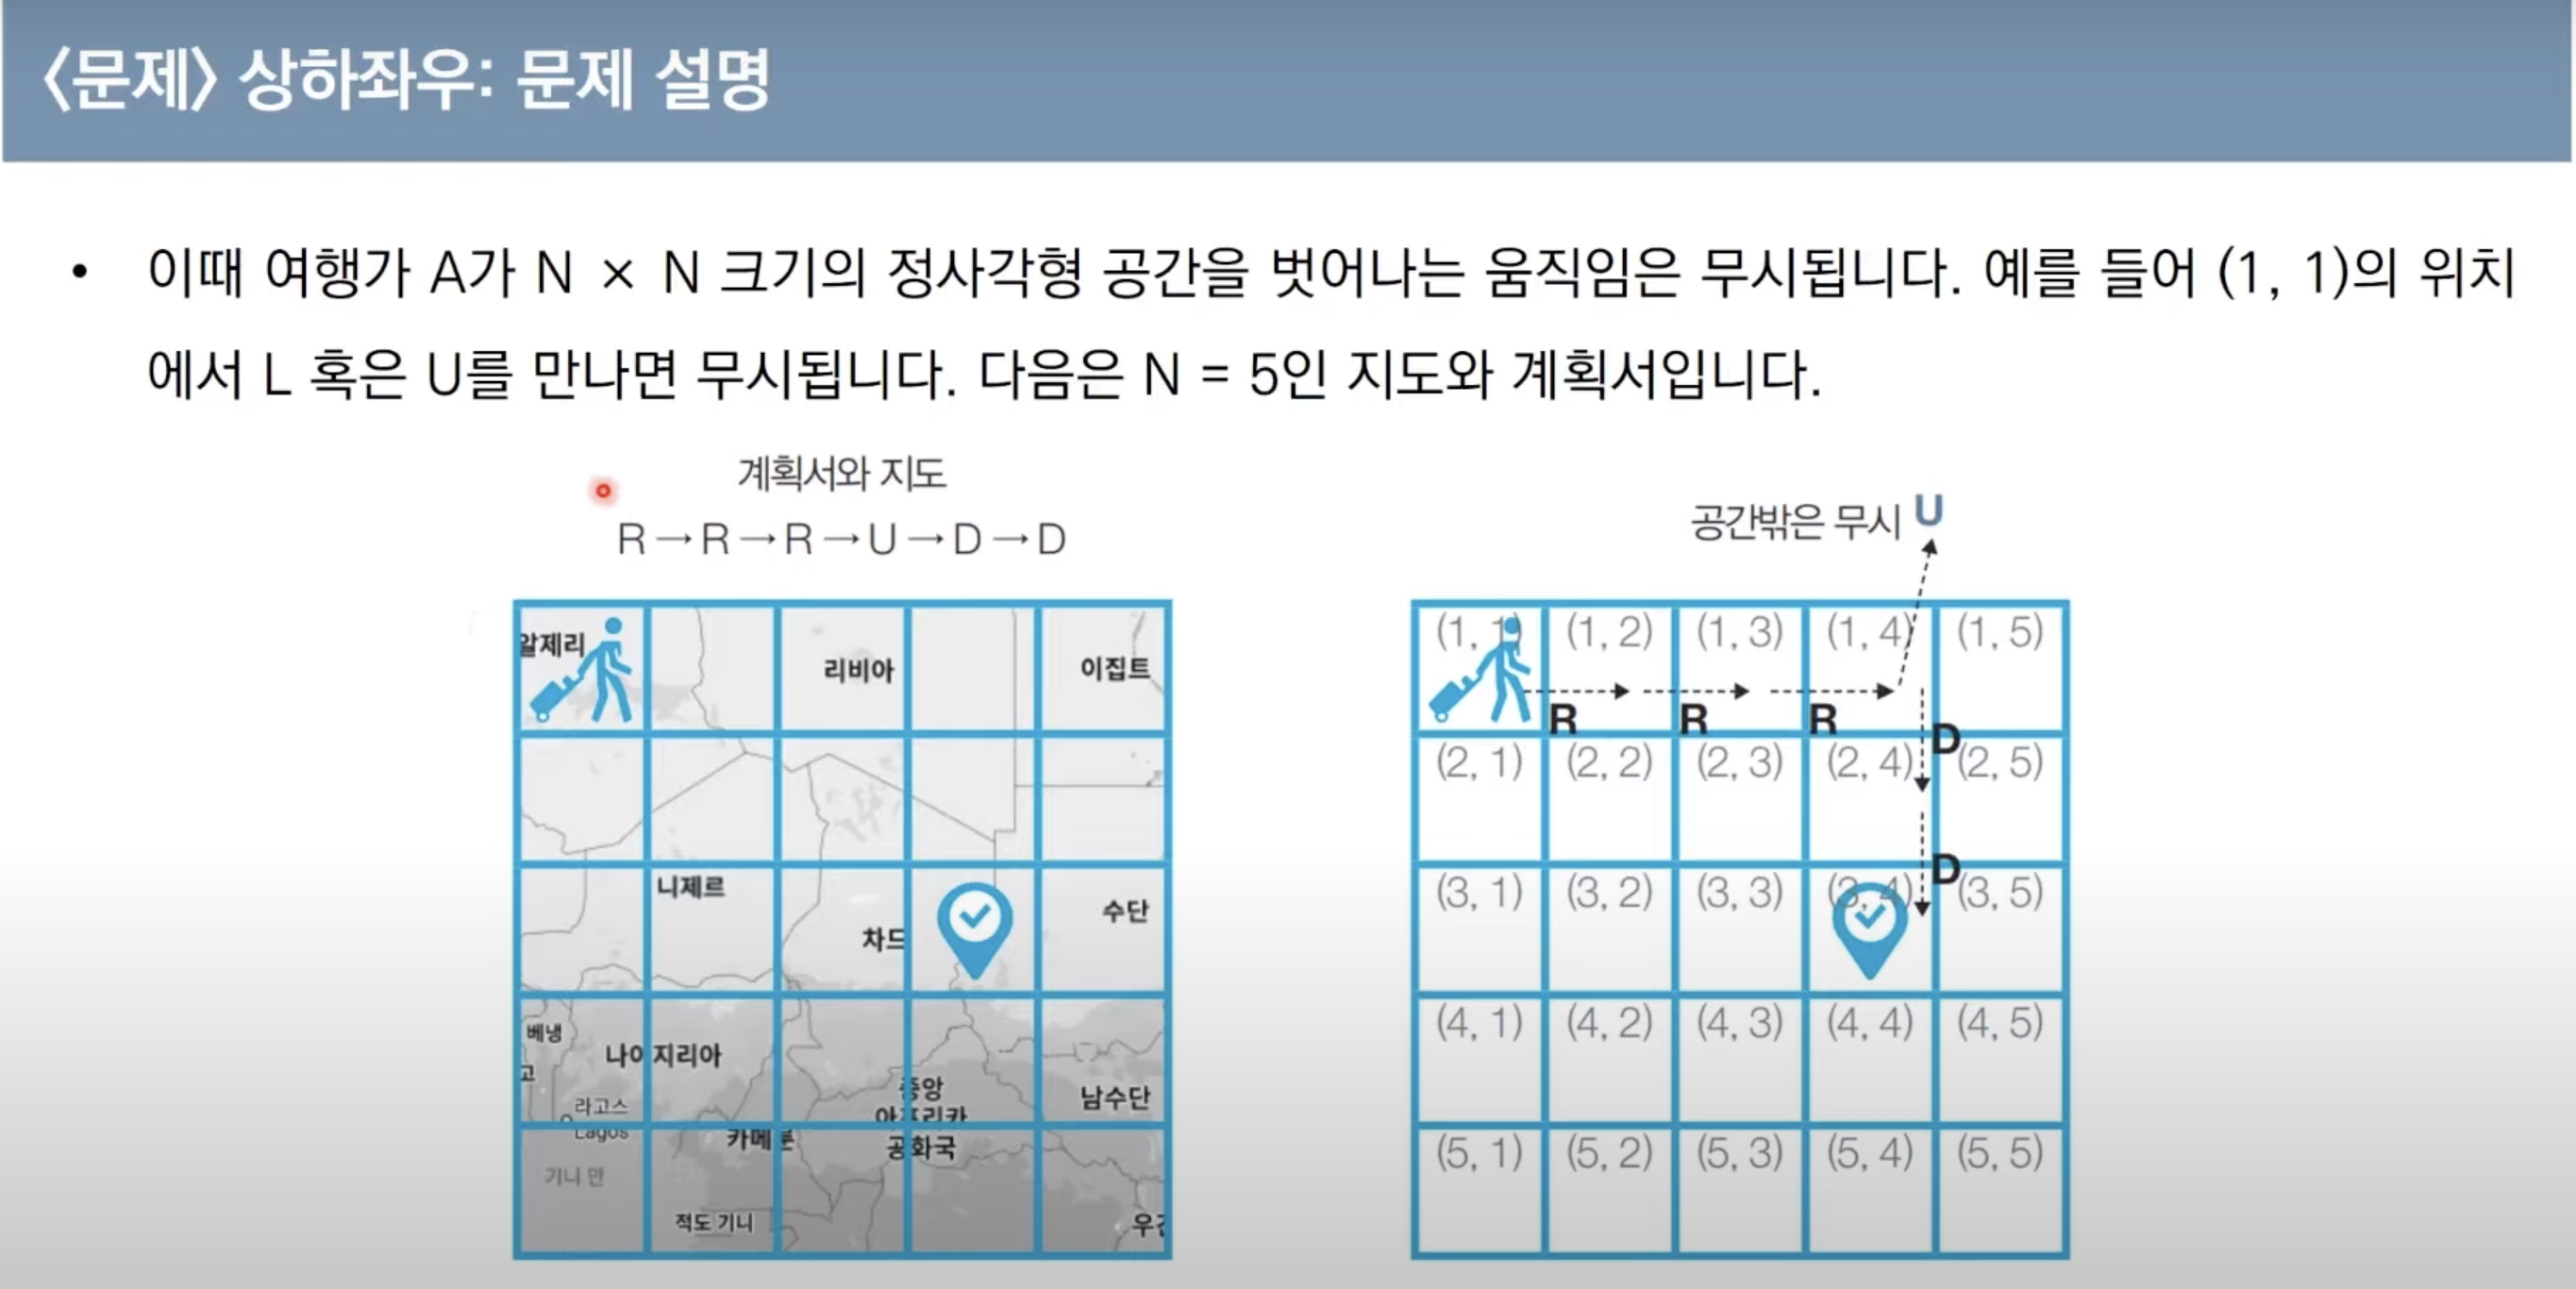 <문제> 상하좌우: 문제 설명
• 이때 여행가 A가 N × N 크기의 정사각형 공간을 벗어나는 움직임은 무시됩니다. 예를 들어 (1, 1)의 위치
에서 L 혹은 U를 만나면 무시됩니다. 다음은 N = 5인 지도와 계획서입니다.
계획서와 지도
R→R→R→U→D→D
알제리
리비아
이집트
니제르
차드
수단
베냉
고
나이지리아
라고스
Lagos
중앙
아프리카
공화국
남수단
카메룬
기니 만
적도 기니
공간밖은 무시 U
(1, 1) (1, 2) (1, 3) (1, 4) (1, 5)
R R R
D
(2, 1) (2, 2) (2, 3) (2, 4) (2, 5)
D
(3, 1) (3, 2) (3, 3) (3, 4) (3, 5)
(4, 1) (4, 2) (4, 3) (4, 4) (4, 5)
(5, 1) (5, 2) (5, 3) (5, 4) (5, 5)